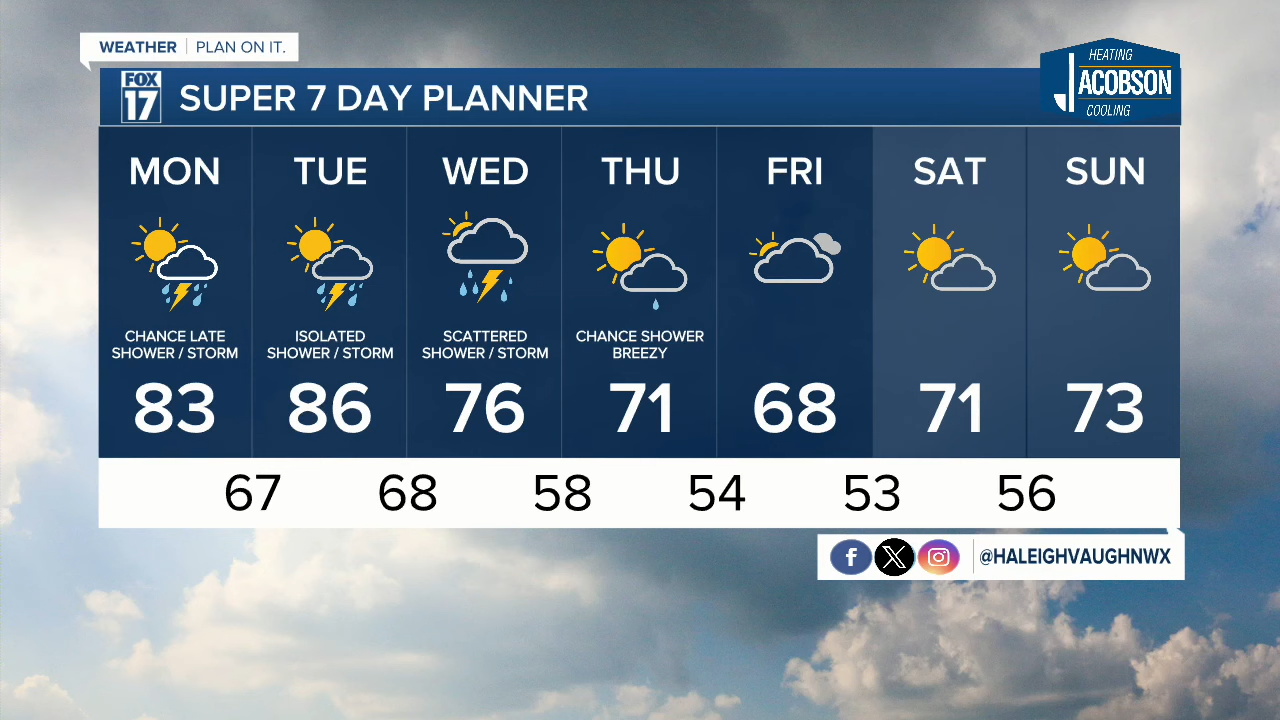 WEATHER | PLAN ON IT.
FOX 17
SUPER 7 DAY PLANNER
HEATING
JACOBSON
COOLING
MON TUE WED THU FRI SAT SUN
CHANCE LATE SHOWER / STORM
ISOLATED SHOWER / STORM
SCATTERED SHOWER / STORM
CHANCE SHOWER BREEZY
83 86 76 71 68 71 73
67 68 58 54 53 56
@HALEIGHVAUGHNWX